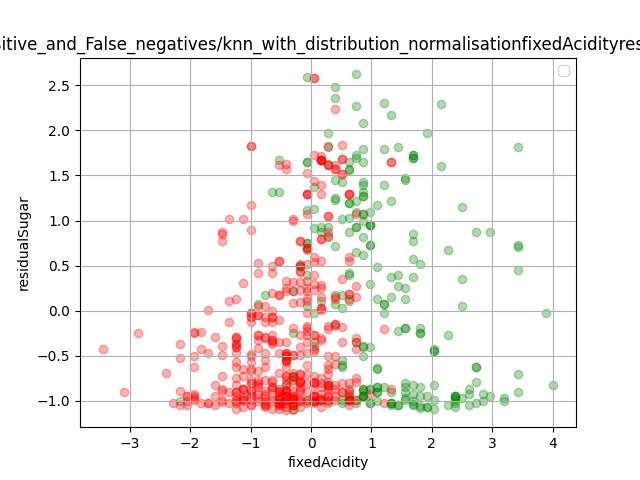 sitive_and_False_negatives/knn_with_distribution_normalisationfixedAcidityres
2.5
2.0
1.5
1.0
0.5
0.0
−0.5
−1.0
residualSugar
−3 −2 −1 0 1 2 3 4
fixedAcidity